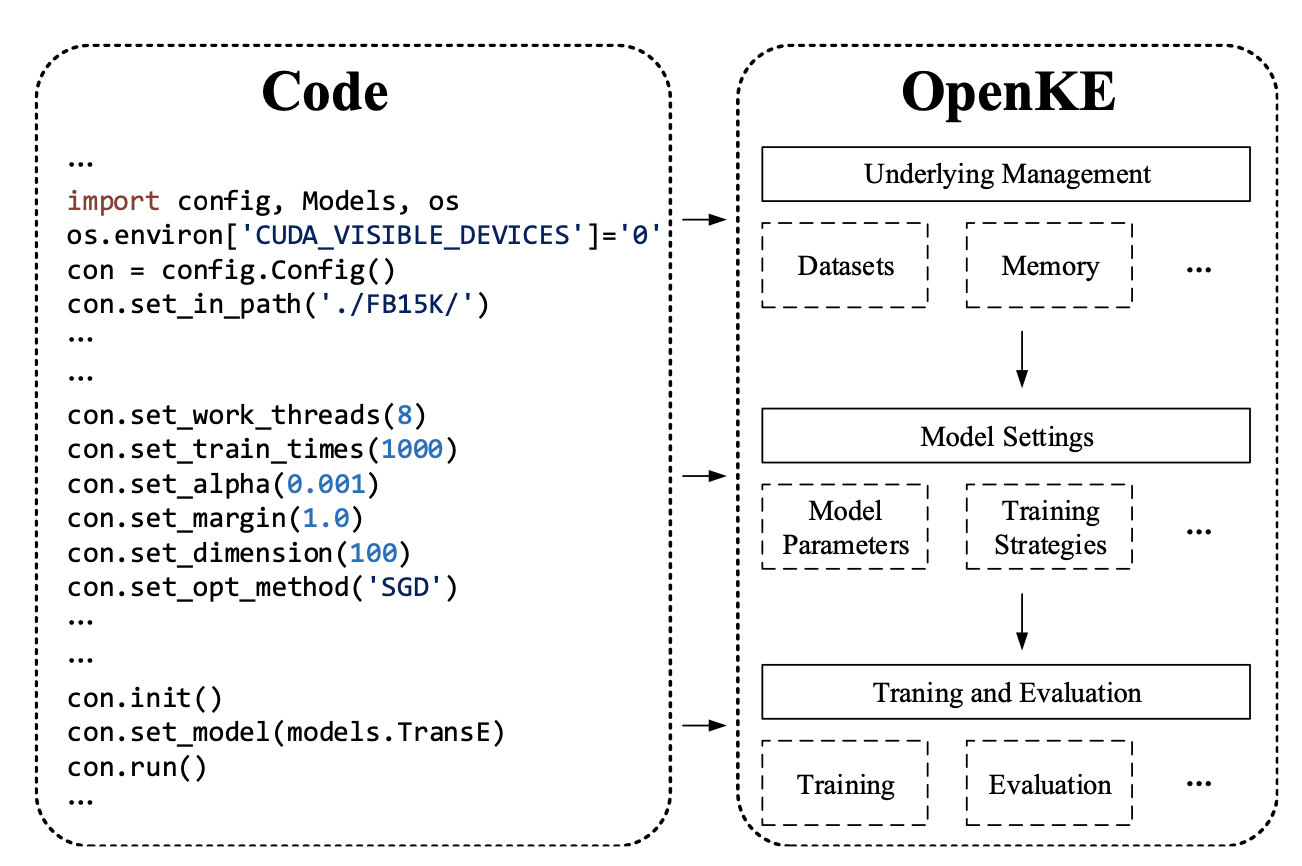 Code
...
import config, Models, os
os.environ['CUDA_VISIBLE_DEVICES']='0'
con = config.Config()
con.set_in_path('./FB15K/')
...
...
con.set_work_threads(8)
con.set_train_times(1000)
con.set_alpha(0.001)
con.set_margin(1.0)
con.set_dimension(100)
con.set_opt_method('SGD')
...
...
con.init()
con.set_model(models.TransE)
con.run()
...
OpenKE
Underlying Management
Datasets
Memory
...
Model Settings
Model
Parameters
Training
Strategies
...
Traning and Evaluation
Training
Evaluation
...